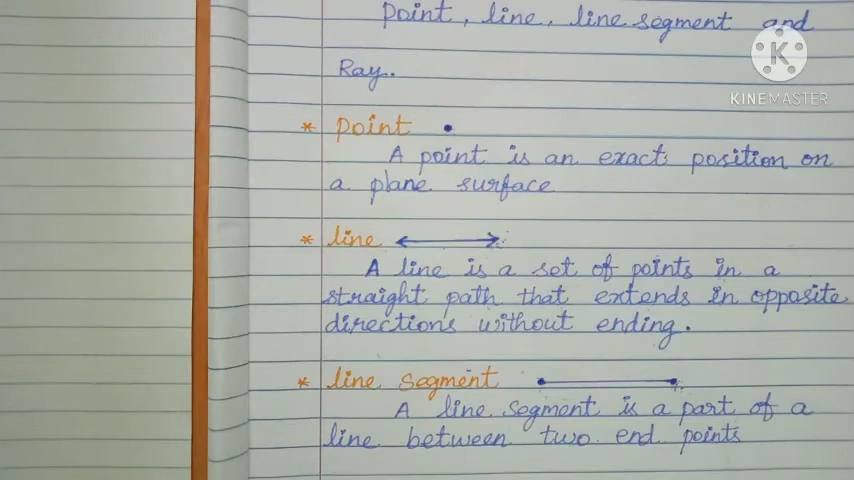 Point, line, line segment and
Ray..
* Point
A point is an exact position on
a plane surface
* line
A line is a set of points in a
straight path that extends in opposite
directions without ending.
* line segment
A line segment is a part of a
line between two end points
K
KINEMASTER